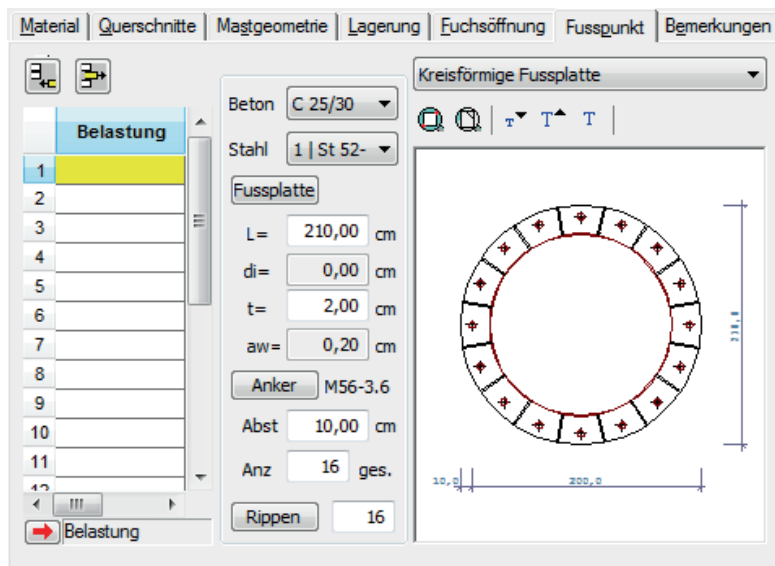 Material Querschnitte Mastgeometrie Lagerung Fuchsöffnung Fusspunkt Bemerkungen
Kreisförmige Fussplatte
Beton C 25/30
T T T
Belastung
Stahl 1 | St 52-
1
Fussplatte
2
3
L= 210,00 cm
4
di= 0,00 cm
5
t= 2,00 cm
6
7
aw= 0,20 cm
8
Anker M56-3.6
9
10
Abst 10,00 cm
11
Anz 16 ges.
10,0 200,0
Rippen 16
Belastung